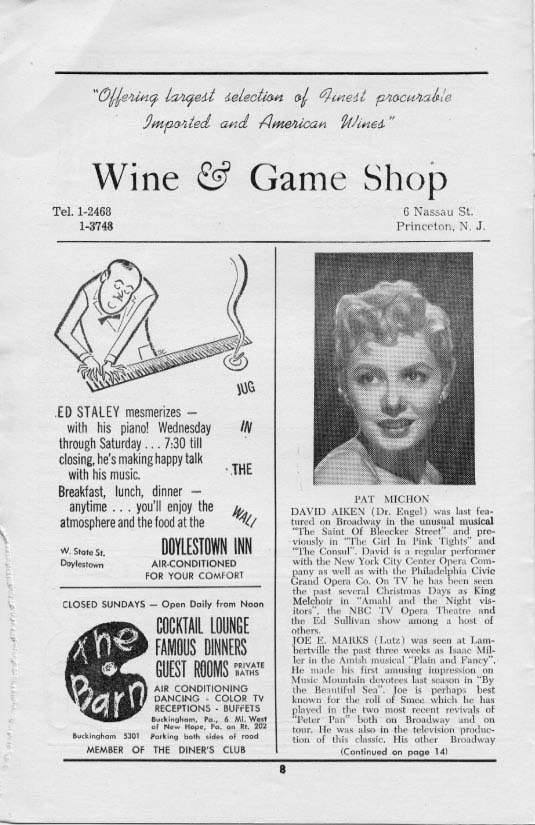 "Offering largest selection of Finest procurable
Imported and American Wines"
Wine & Game Shop
Tel. 1-2468
1-3748
6 Nassau St.
Princeton, N. J.
JUG
IN
THE
WALL
ED STALEY mesmerizes —
with his piano! Wednesday
through Saturday . . . 7:30 till
closing, he's making happy talk
with his music.
Breakfast, lunch, dinner —
anytime . . . you'll enjoy the
atmosphere and the food at the
W. State St.
Doylestown
DOYLESTOWN INN
AIR-CONDITIONED
FOR YOUR COMFORT
CLOSED SUNDAYS — Open Daily from Noon
The
Barn
COCKTAIL LOUNGE
FAMOUS DINNERS
GUEST ROOMS PRIVATE BATHS
AIR CONDITIONING
DANCING - COLOR TV
RECEPTIONS - BUFFETS
Buckingham, Pa., 6 Mi. West
of New Hope, Pa. on Rt. 202
Buckingham 5301 Parking both sides of road
MEMBER OF THE DINER'S CLUB
PAT MICHON
DAVID AIKEN (Dr. Engel) was last fea-
tured on Broadway in the unusual musical
"The Saint Of Bleecker Street" and pre-
viously in "The Girl In Pink Tights" and
"The Consul". David is a regular performer
with the New York City Center Opera Com-
pany as well as with the Philadelphia Civic
Grand Opera Co. On TV he has been seen
the past several Christmas Days as King
Melchoir in "Amahl and the Night vis-
itors", the NBC TV Opera Theatre and
the Ed Sullivan show among a host of
others.
JOE E. MARKS (Lutz) was seen at Lam-
bertville the past three weeks as Isaac Mil-
ler in the Amish musical "Plain and Fancy".
He made his first amusing impression on
Music Mountain devotees last season in "By
the Beautiful Sea". Joe is perhaps best
known for the roll of Smee which he has
played in the two most recent revivals of
"Peter Pan" both on Broadway and on
tour. He was also in the television produc-
tion of this classic. His other Broadway
(Continued on page 14)
8